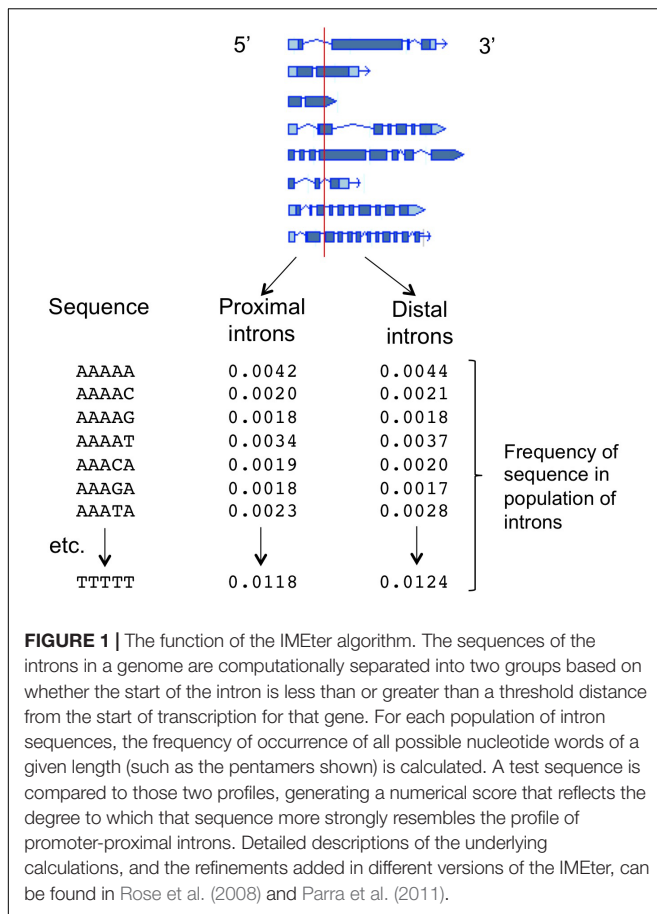 5’ 3’
Sequence Proximal introns Distal introns
AAAAA 0.0042 0.0044
AAAAC 0.0020 0.0021
AAAAG 0.0018 0.0018
AAAAT 0.0034 0.0037
AAACA 0.0019 0.0020
AAAGA 0.0018 0.0017
AAATA 0.0023 0.0028
etc.
TTTTT 0.0118 0.0124
Frequency of
sequence in
population of
introns
FIGURE 1 | The function of the IMEter algorithm. The sequences of the
introns in a genome are computationally separated into two groups based on
whether the start of the intron is less than or greater than a threshold distance
from the start of transcription for that gene. For each population of intron
sequences, the frequency of occurrence of all possible nucleotide words of a
given length (such as the pentamers shown) is calculated. A test sequence is
compared to those two profiles, generating a numerical score that reflects the
degree to which that sequence more strongly resembles the profile of
promoter-proximal introns. Detailed descriptions of the underlying
calculations, and the refinements added in different versions of the IMEter, can
be found in Rose et al. (2008) and Parra et al. (2011).